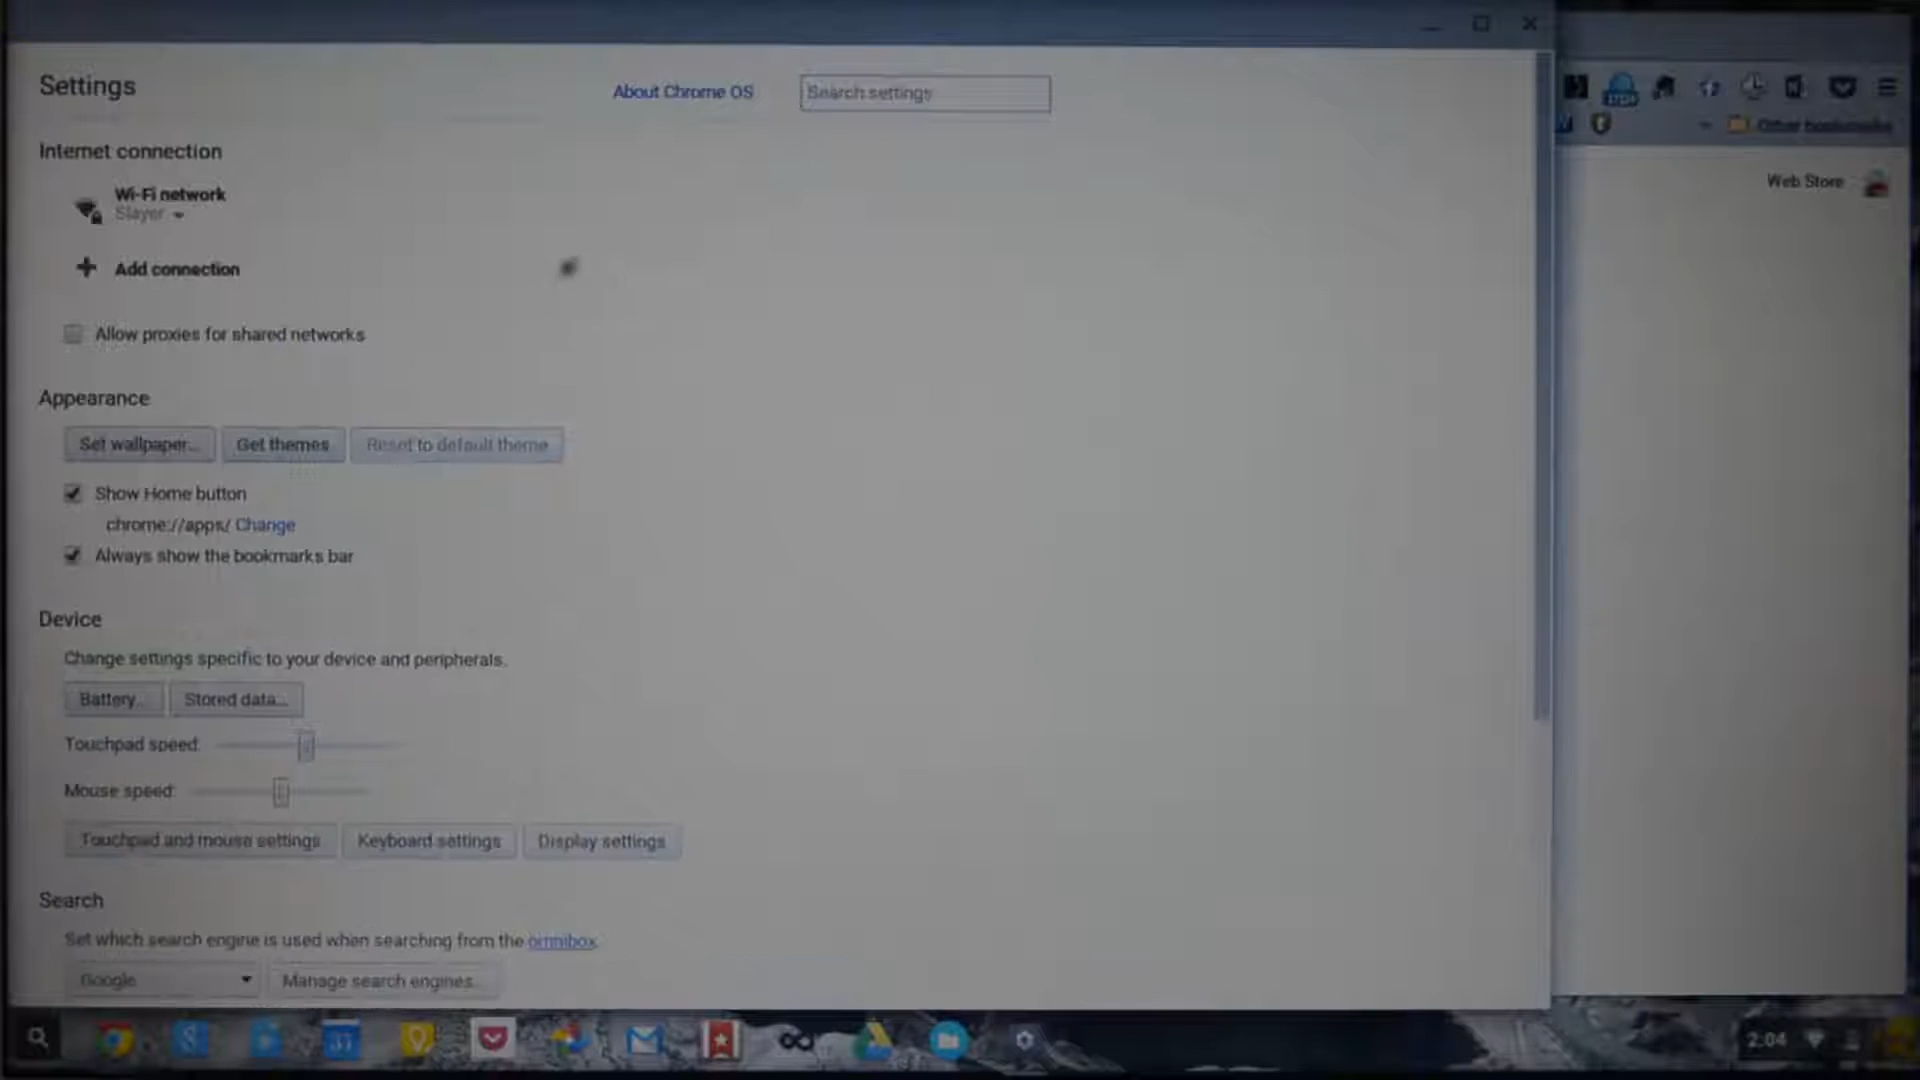 Settings
About Chrome OS
Search settings
Internet connection
Wi-Fi network
Slayer
Add connection
Allow proxies for shared networks
Appearance
Set wallpaper...
Get themes
Reset to default theme
Show Home button
chrome://apps/ Change
Always show the bookmarks bar
Device
Change settings specific to your device and peripherals.
Battery...
Stored data...
Touchpad speed:
Mouse speed:
Touchpad and mouse settings
Keyboard settings
Display settings
Search
Set which search engine is used when searching from the omnibox.
Google
Manage search engines...
Other bookmarks
Web Store
31
2:04